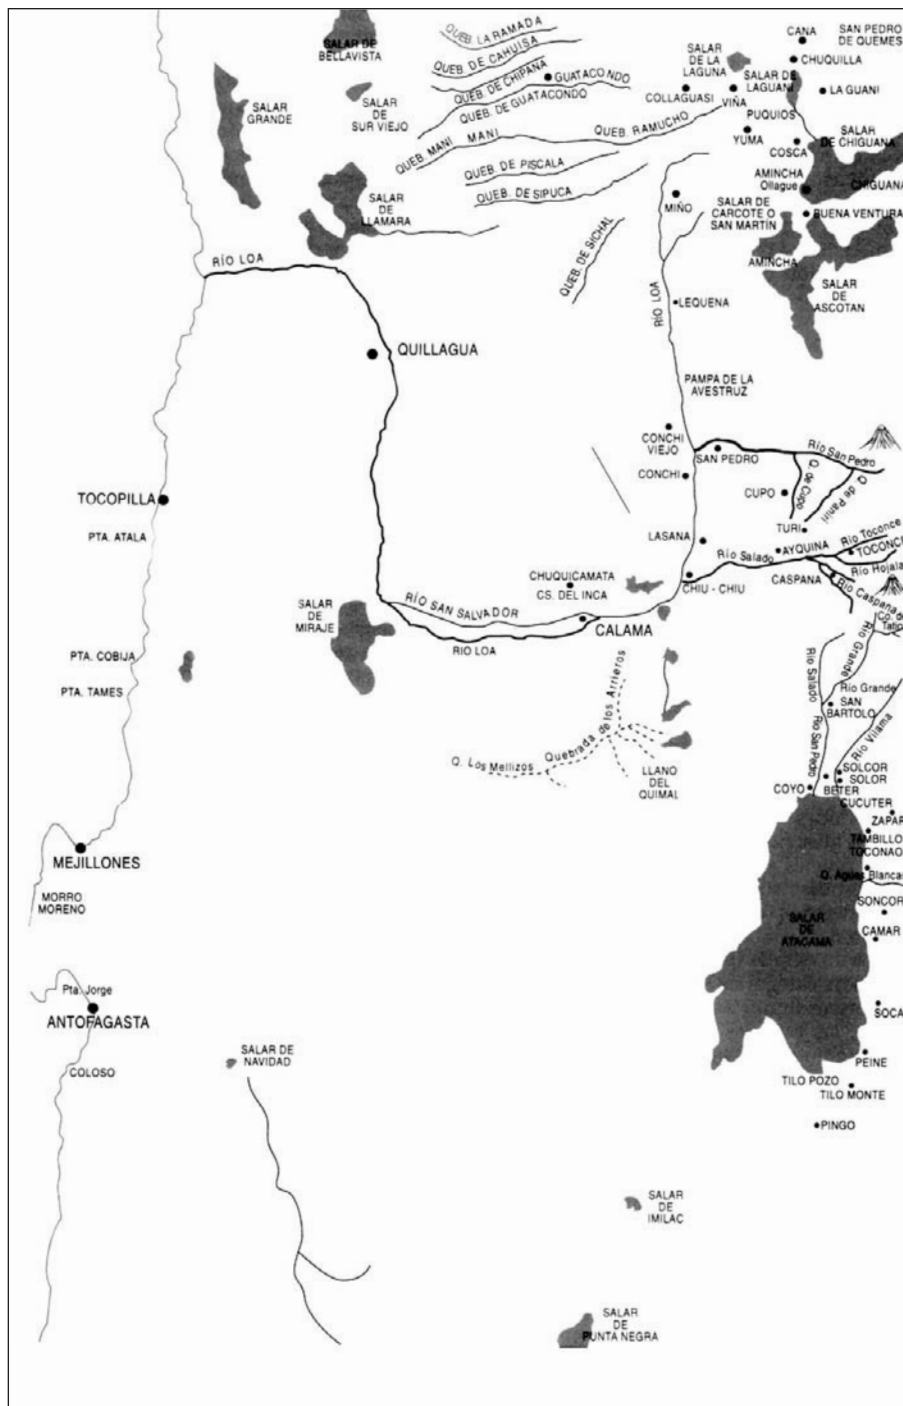 SALAR DE
BELLAVISTA
QUEB. LA RAMADA
QUEB. DE CAHUISA
QUEB. DE CHIPANA
QUEB. DE GUATACONDO
GUATACONDO
CANA
SAN PEDRO
DE QUEMES
SALAR
DE LA
LAGUNA
CHUQUILLA
SALAR DE
LAGUANI
LA GUANI
COLLAGUASI
VIÑA
PUQUIOS
SALAR
GRANDE
SALAR
DE
SUR VIEJO
QUEB. MANI
MANI
QUEB. RAMUCHO
YUMA
COSCA
SALAR
DE CHIGUANA
QUEB. DE PISCALA
AMINCHA
Ollague
CHIGUANA
QUEB. DE SIPUCA
MIÑO
SALAR DE
CARCOTE O
SAN MARTÍN
BUENA VENTURA
SALAR
DE
LLAMARA
QUEB. DE SICHAL
AMINCHA
SALAR
DE
ASCOTAN
RÍO LOA
RÍO LOA
LEQUENA
QUILLAGUA
PAMPA DE LA
AVESTRUZ
CONCHI
VIEJO
SAN PEDRO
Río San Pedro
CONCHI
CUPO
Q. de Cupo
Q. de Paniri
TURI
TOCOPILLA
PTA. ATALA
LASANA
Río Salado
AYQUINA
Río Toconce
TOCONCE
Río Hojala
CASPANA
Río Caspana
CHUQUICAMATA
CS. DEL INCA
CHIU - CHIU
SALAR
DE
MIRAJE
RÍO SAN SALVADOR
CALAMA
RIO LOA
Co. de
Tatio
PTA. COBIJA
PTA. TAMES
Río Salado
Río Grande
Río Grande
SAN
BARTOLO
Río Vilama
Río San Pedro
Q. Los Mellizos
Quebrada de los Arrieros
LLANO
DEL
QUIMAL
SOLCOR
SOLOR
COYO
BETER
CUCUTER
ZAPAR
TAMBILLO
TOCONAO
Q. Aguas Blancas
MEJILLONES
MORRO
MORENO
SONCOR
SALAR
DE
ATACAMA
CAMAR
Pta. Jorge
ANTOFAGASTA
SOCA
COLOSO
SALAR DE
NAVIDAD
PEINE
TILO POZO
TILO MONTE
PINGO
SALAR
DE
IMILAC
SALAR
DE
PUNTA NEGRA